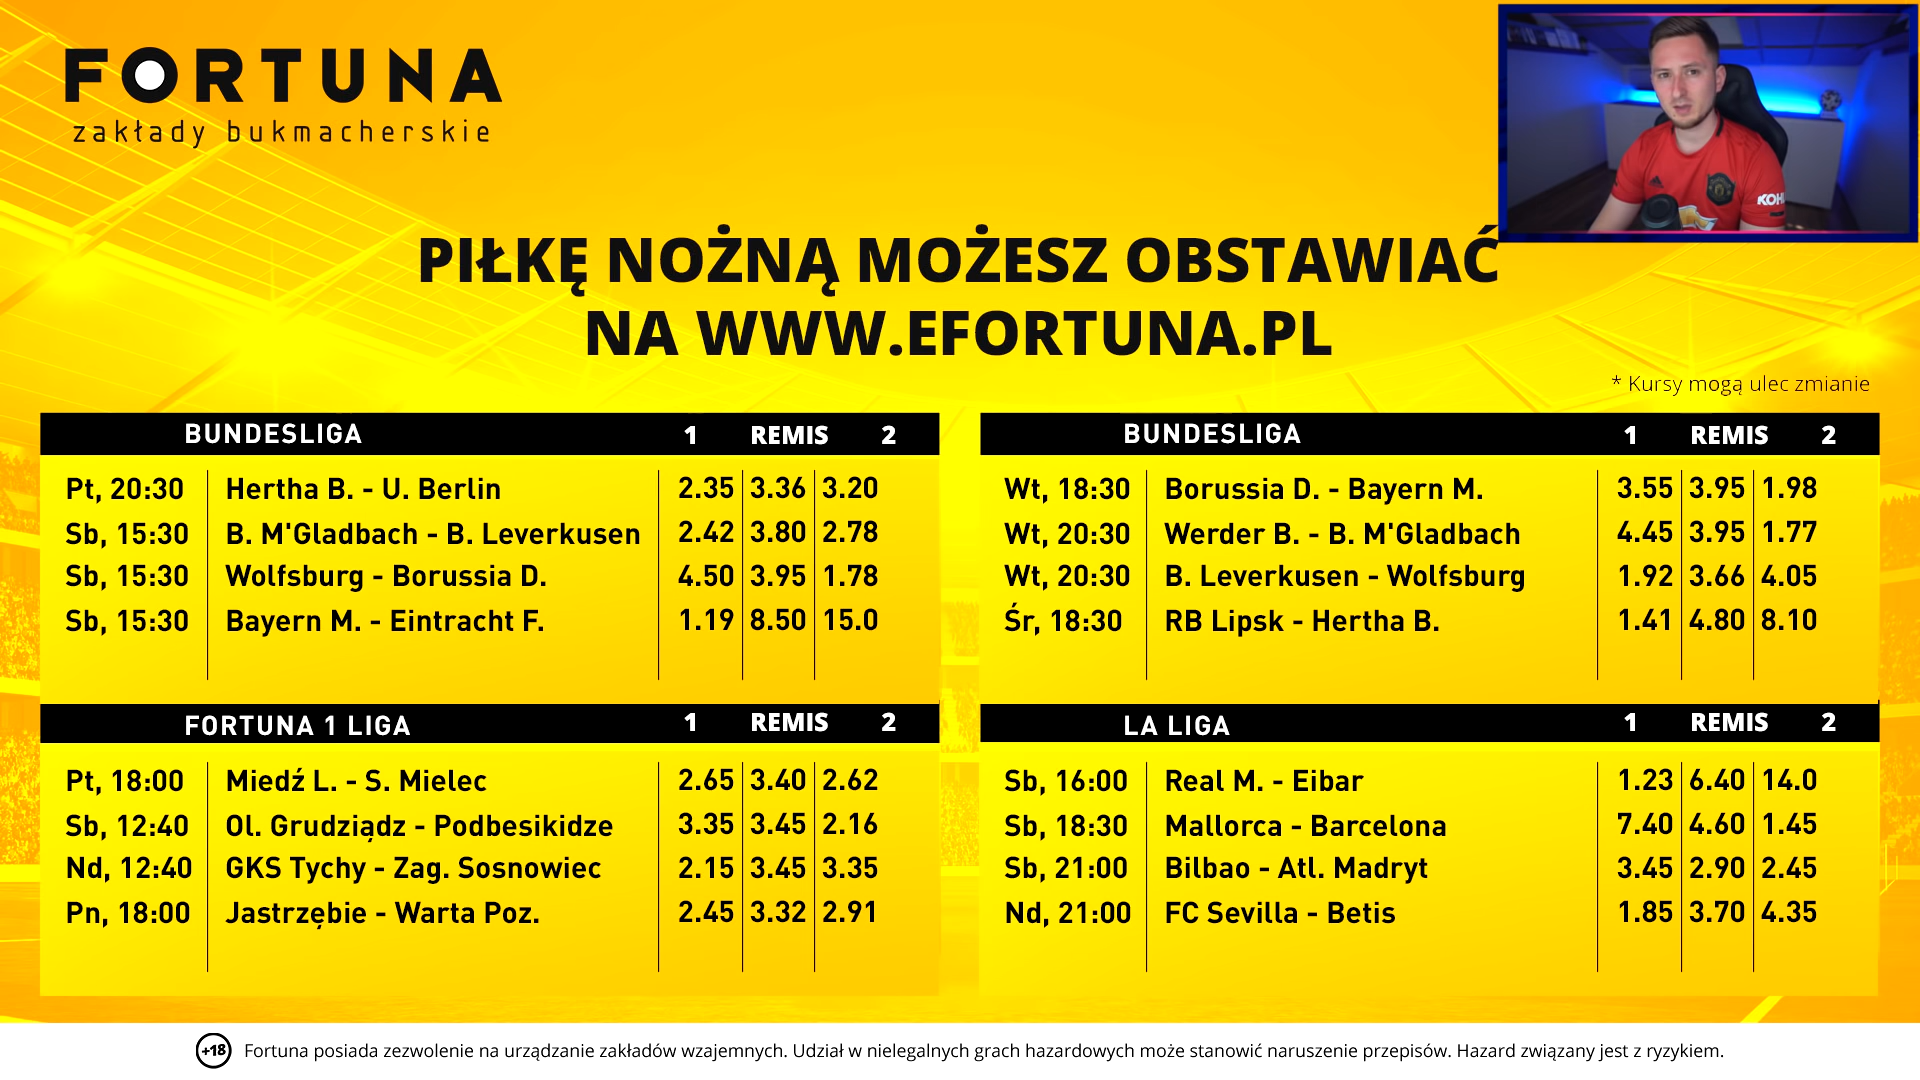 FORTUNA
zakłady bukmacherskie
KOHL
PIŁKĘ NOŻNĄ MOŻESZ OBSTAWIAĆ
NA WWW.EFORTUNA.PL
* Kursy mogą ulec zmianie
BUNDESLIGA 1 REMIS 2
Pt, 20:30 Hertha B. - U. Berlin 2.35 3.36 3.20
Sb, 15:30 B. M'Gladbach - B. Leverkusen 2.42 3.80 2.78
Sb, 15:30 Wolfsburg - Borussia D. 4.50 3.95 1.78
Sb, 15:30 Bayern M. - Eintracht F. 1.19 8.50 15.0
BUNDESLIGA 1 REMIS 2
Wt, 18:30 Borussia D. - Bayern M. 3.55 3.95 1.98
Wt, 20:30 Werder B. - B. M'Gladbach 4.45 3.95 1.77
Wt, 20:30 B. Leverkusen - Wolfsburg 1.92 3.66 4.05
Śr, 18:30 RB Lipsk - Hertha B. 1.41 4.80 8.10
FORTUNA 1 LIGA 1 REMIS 2
Pt, 18:00 Miedź L. - S. Mielec 2.65 3.40 2.62
Sb, 12:40 Ol. Grudziądz - Podbesikidze 3.35 3.45 2.16
Nd, 12:40 GKS Tychy - Zag. Sosnowiec 2.15 3.45 3.35
Pn, 18:00 Jastrzębie - Warta Poz. 2.45 3.32 2.91
LA LIGA 1 REMIS 2
Sb, 16:00 Real M. - Eibar 1.23 6.40 14.0
Sb, 18:30 Mallorca - Barcelona 7.40 4.60 1.45
Sb, 21:00 Bilbao - Atl. Madryt 3.45 2.90 2.45
Nd, 21:00 FC Sevilla - Betis 1.85 3.70 4.35
+18 Fortuna posiada zezwolenie na urządzanie zakładów wzajemnych. Udział w nielegalnych grach hazardowych może stanowić naruszenie przepisów. Hazard związany jest z ryzykiem.